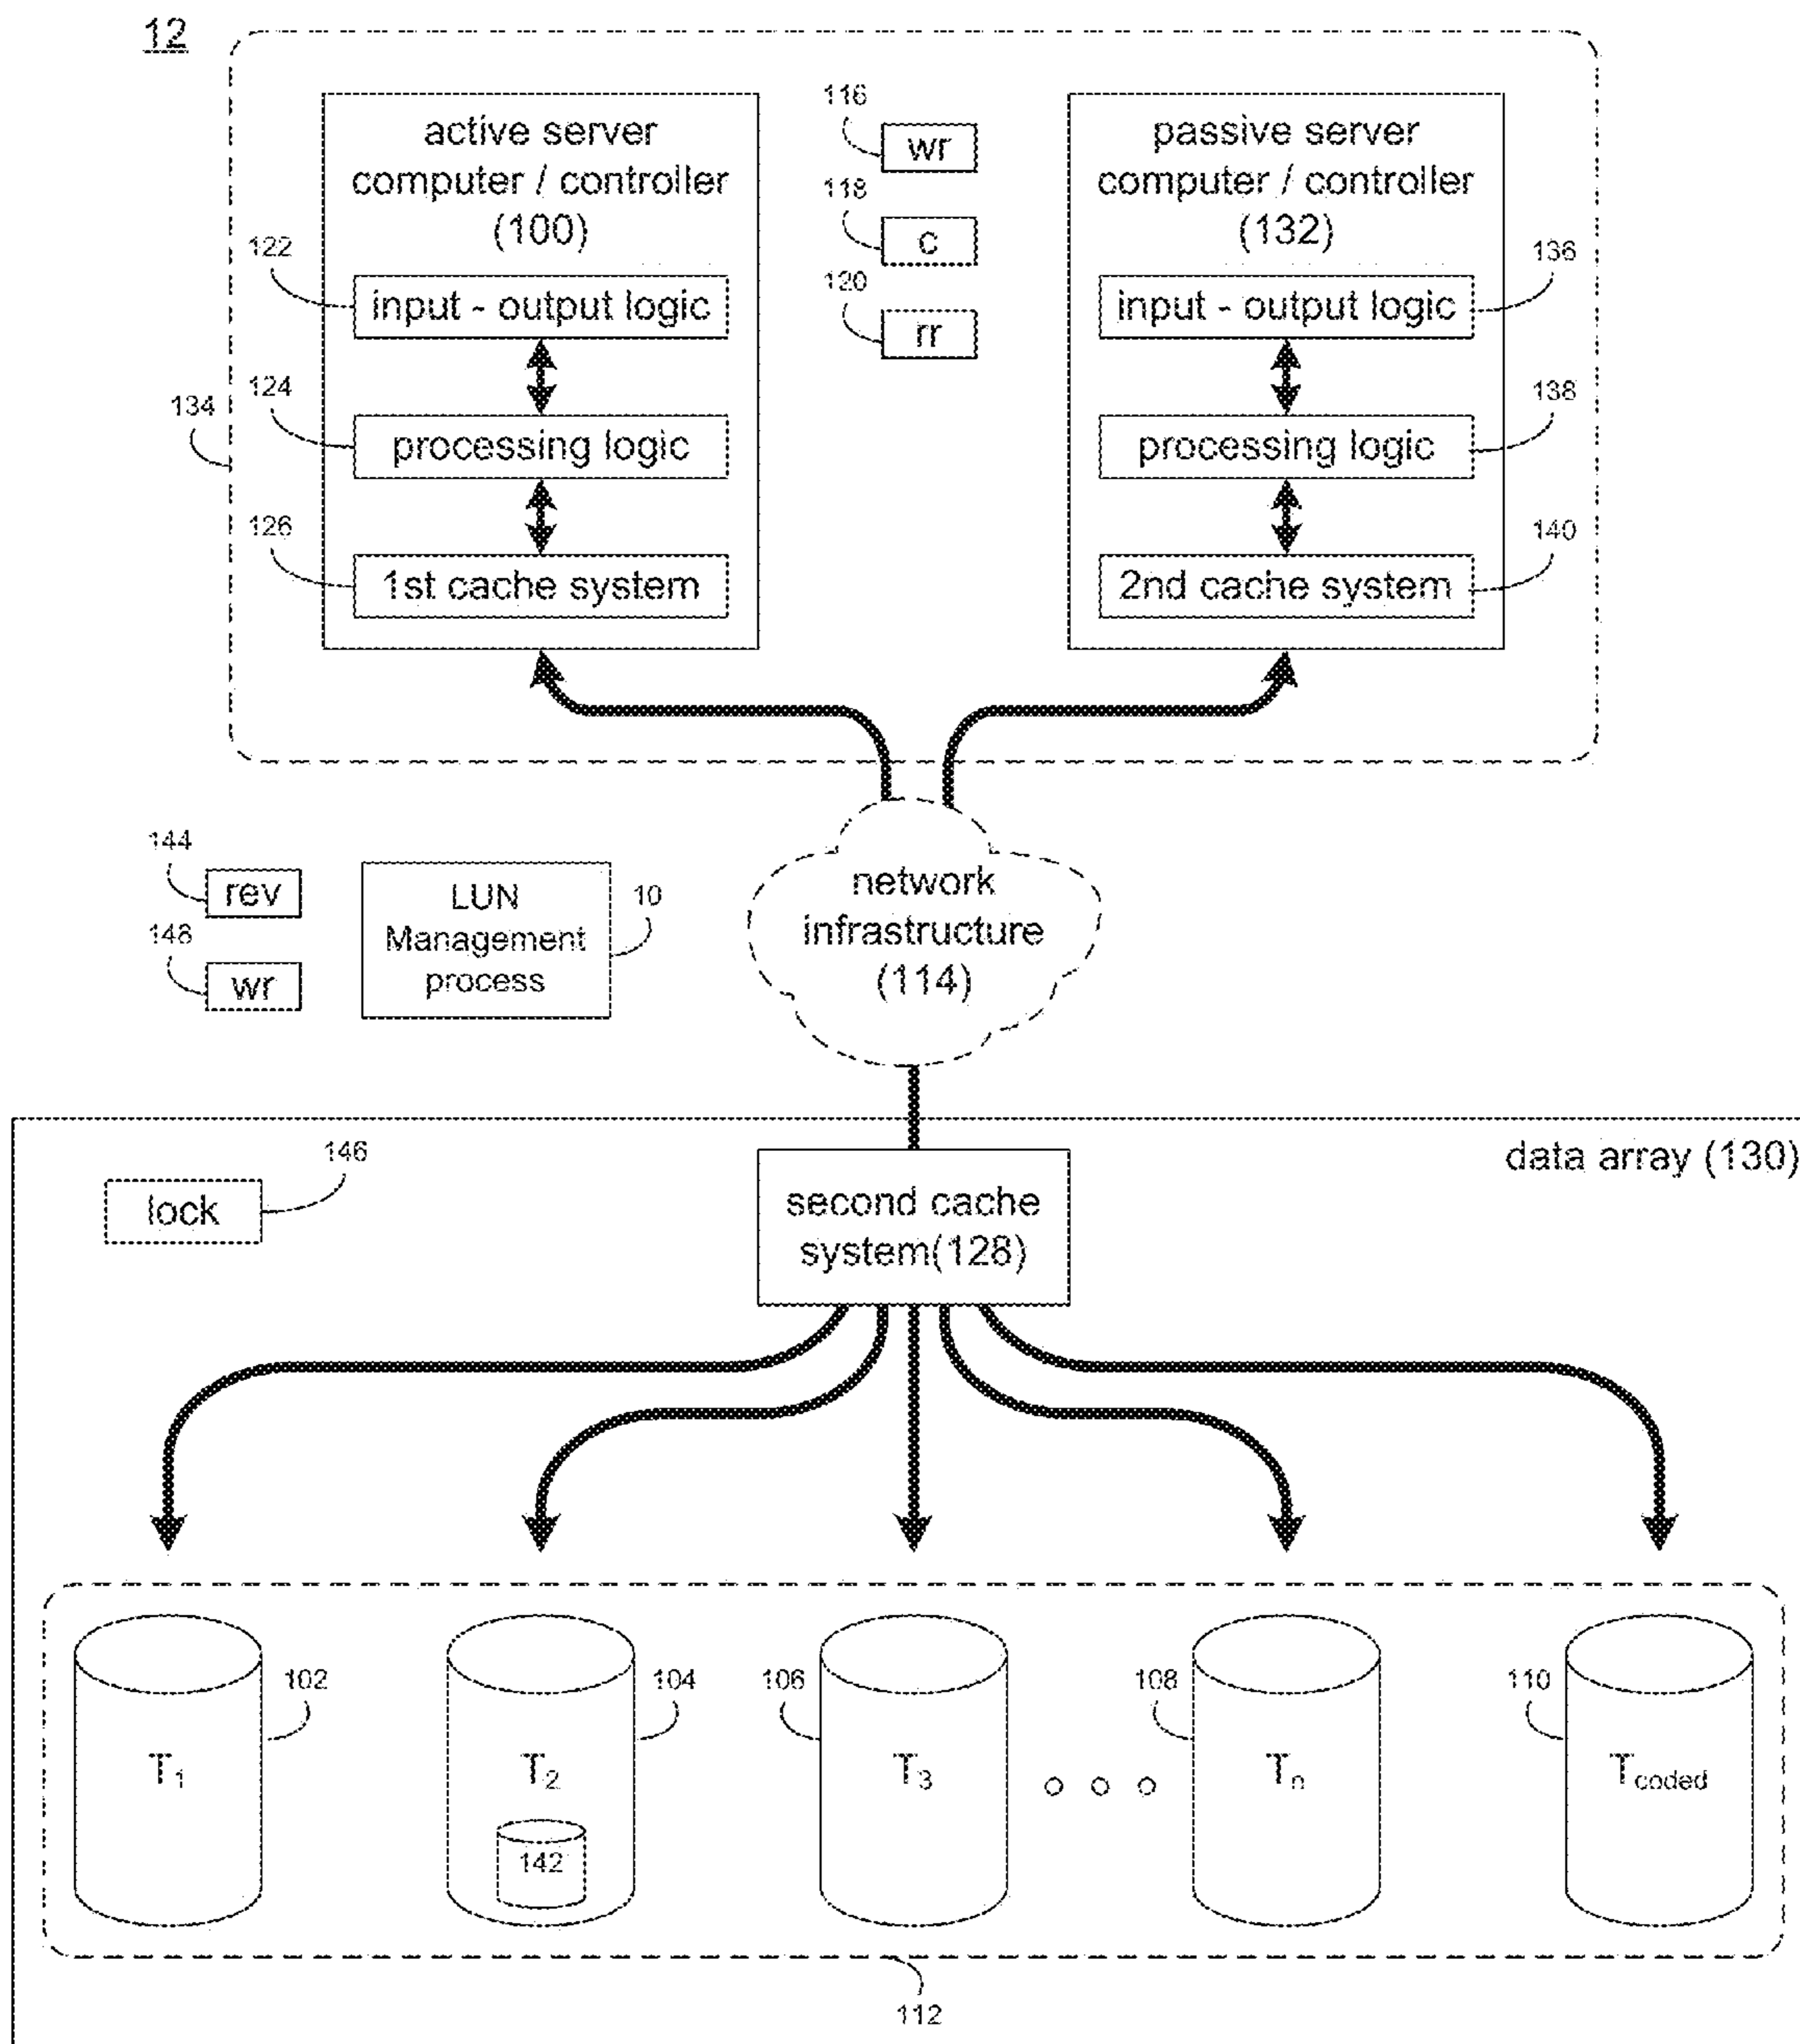 12
active server
computer / controller
(100)
116
wr
118
c
120
rr
passive server
computer / controller
(132)
122
input - output logic
136
input - output logic
134
124
processing logic
138
processing logic
126
1st cache system
140
2nd cache system
144
rev
148
wr
LUN
Management
process
10
network
infrastructure
(114)
data array (130)
146
lock
second cache
system(128)
102
T1
104
T2
142
106
T3
108
Tn
110
Tcoded
112